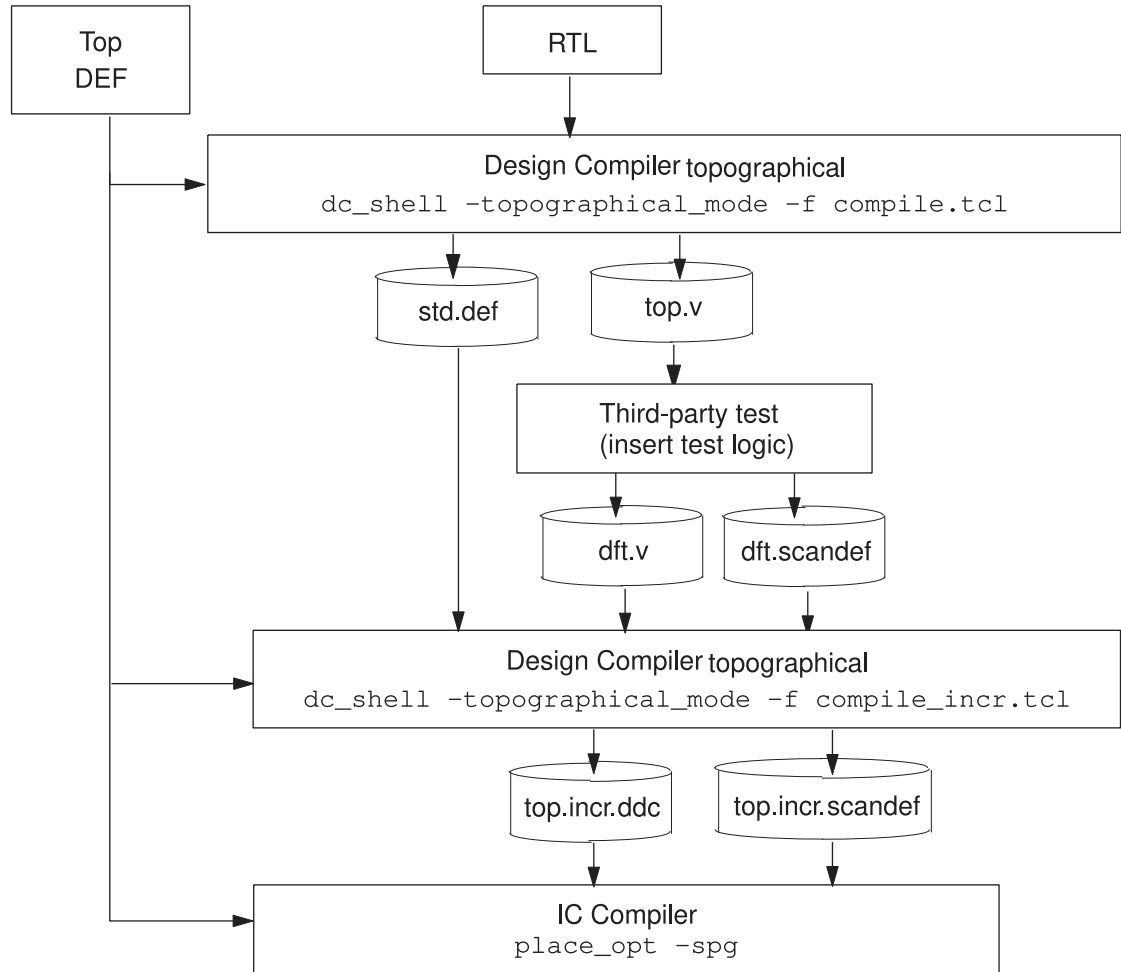 Top
DEF
RTL
Design Compiler topographical
dc_shell –topographical_mode –f compile.tcl
std.def
top.v
Third-party test
(insert test logic)
dft.v
dft.scandef
Design Compiler topographical
dc_shell –topographical_mode –f compile_incr.tcl
top.incr.ddc
top.incr.scandef
IC Compiler
place_opt –spg